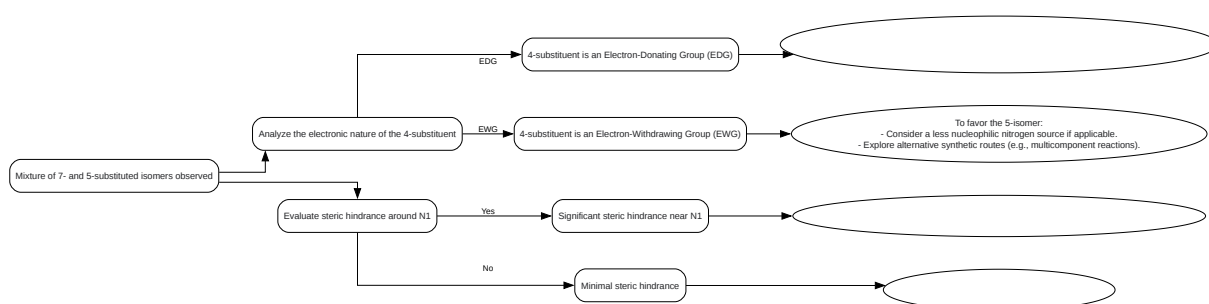 EDG
4-substituent is an Electron-Donating Group (EDG)
Analyze the electronic nature of the 4-substituent
EWG
4-substituent is an Electron-Withdrawing Group (EWG)
To favor the 5-isomer:
- Consider a less nucleophilic nitrogen source if applicable.
- Explore alternative synthetic routes (e.g., multicomponent reactions).
Mixture of 7- and 5-substituted isomers observed
Evaluate steric hindrance around N1
Yes
Significant steric hindrance near N1
No
Minimal steric hindrance